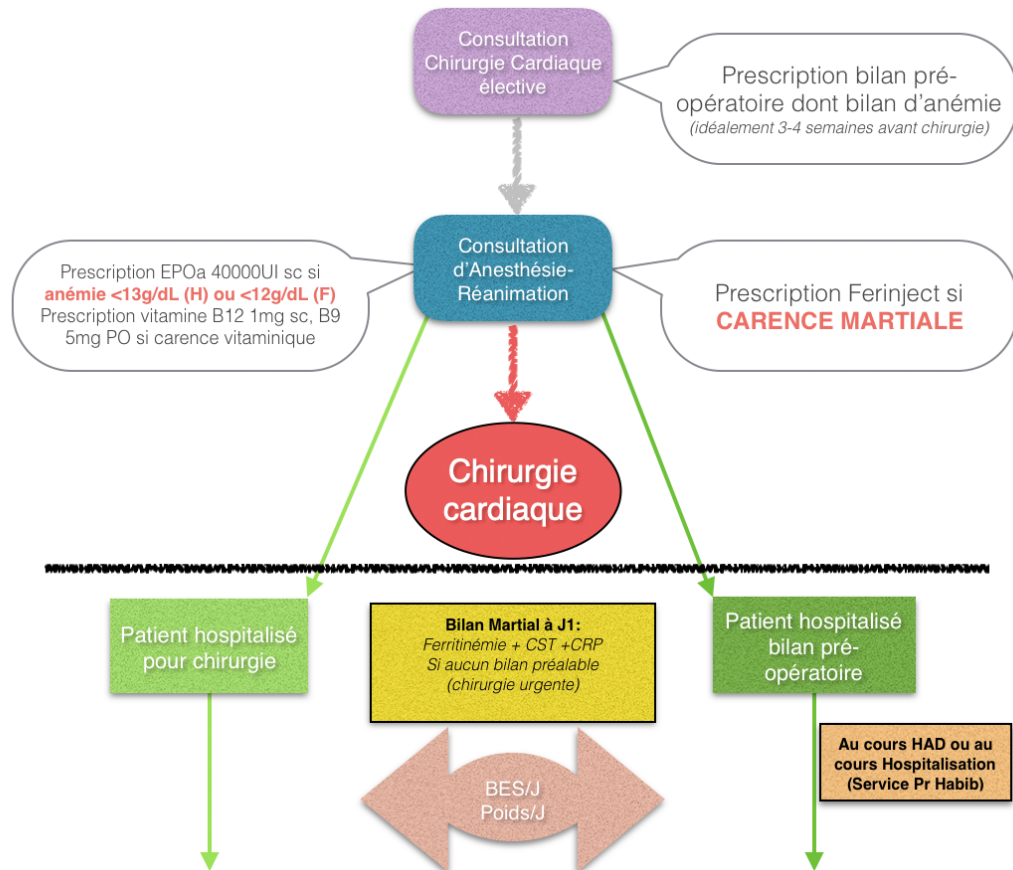 Consultation
Chirurgie Cardiaque
élective
Prescription bilan pré-
opératoire dont bilan d'anémie
(idéalement 3-4 semaines avant chirurgie)
Consultation
d'Anesthésie-
Réanimation
Prescription EPOa 40000UI sc si
anémie <13g/dL (H) ou <12g/dL (F)
Prescription vitamine B12 1mg sc, B9
5mg PO si carence vitaminique
Prescription Ferinject si
CARENCE MARTIALE
Chirurgie
cardiaque
Patient hospitalisé
pour chirurgie
Bilan Martial à J1:
Ferritinémie + CST +CRP
Si aucun bilan préalable
(chirurgie urgente)
Patient hospitalisé
bilan pré-
opératoire
Au cours HAD ou au
cours Hospitalisation
(Service Pr Habib)
BES/J
Poids/J